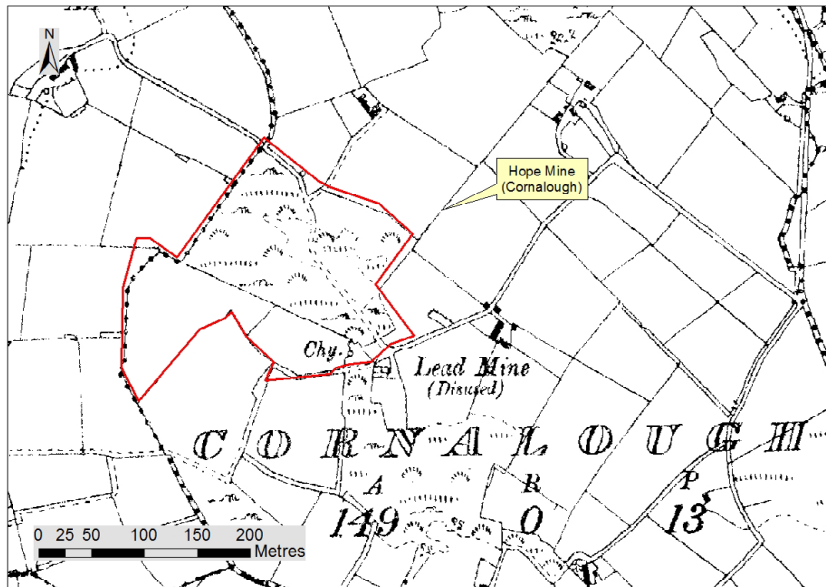 N
Hope Mine
(Cornalough)
Chy.
Lead Mine
(Disused)
CORNALOUGH
A R P
149 0 13
0 25 50 100 150 200
Metres